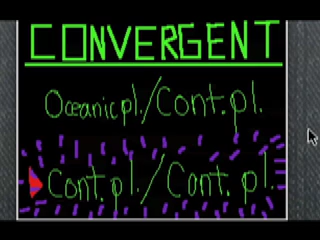 CONVERGENT
Oceanic pl./Cont. pl.
Cont. pl./Cont. pl.